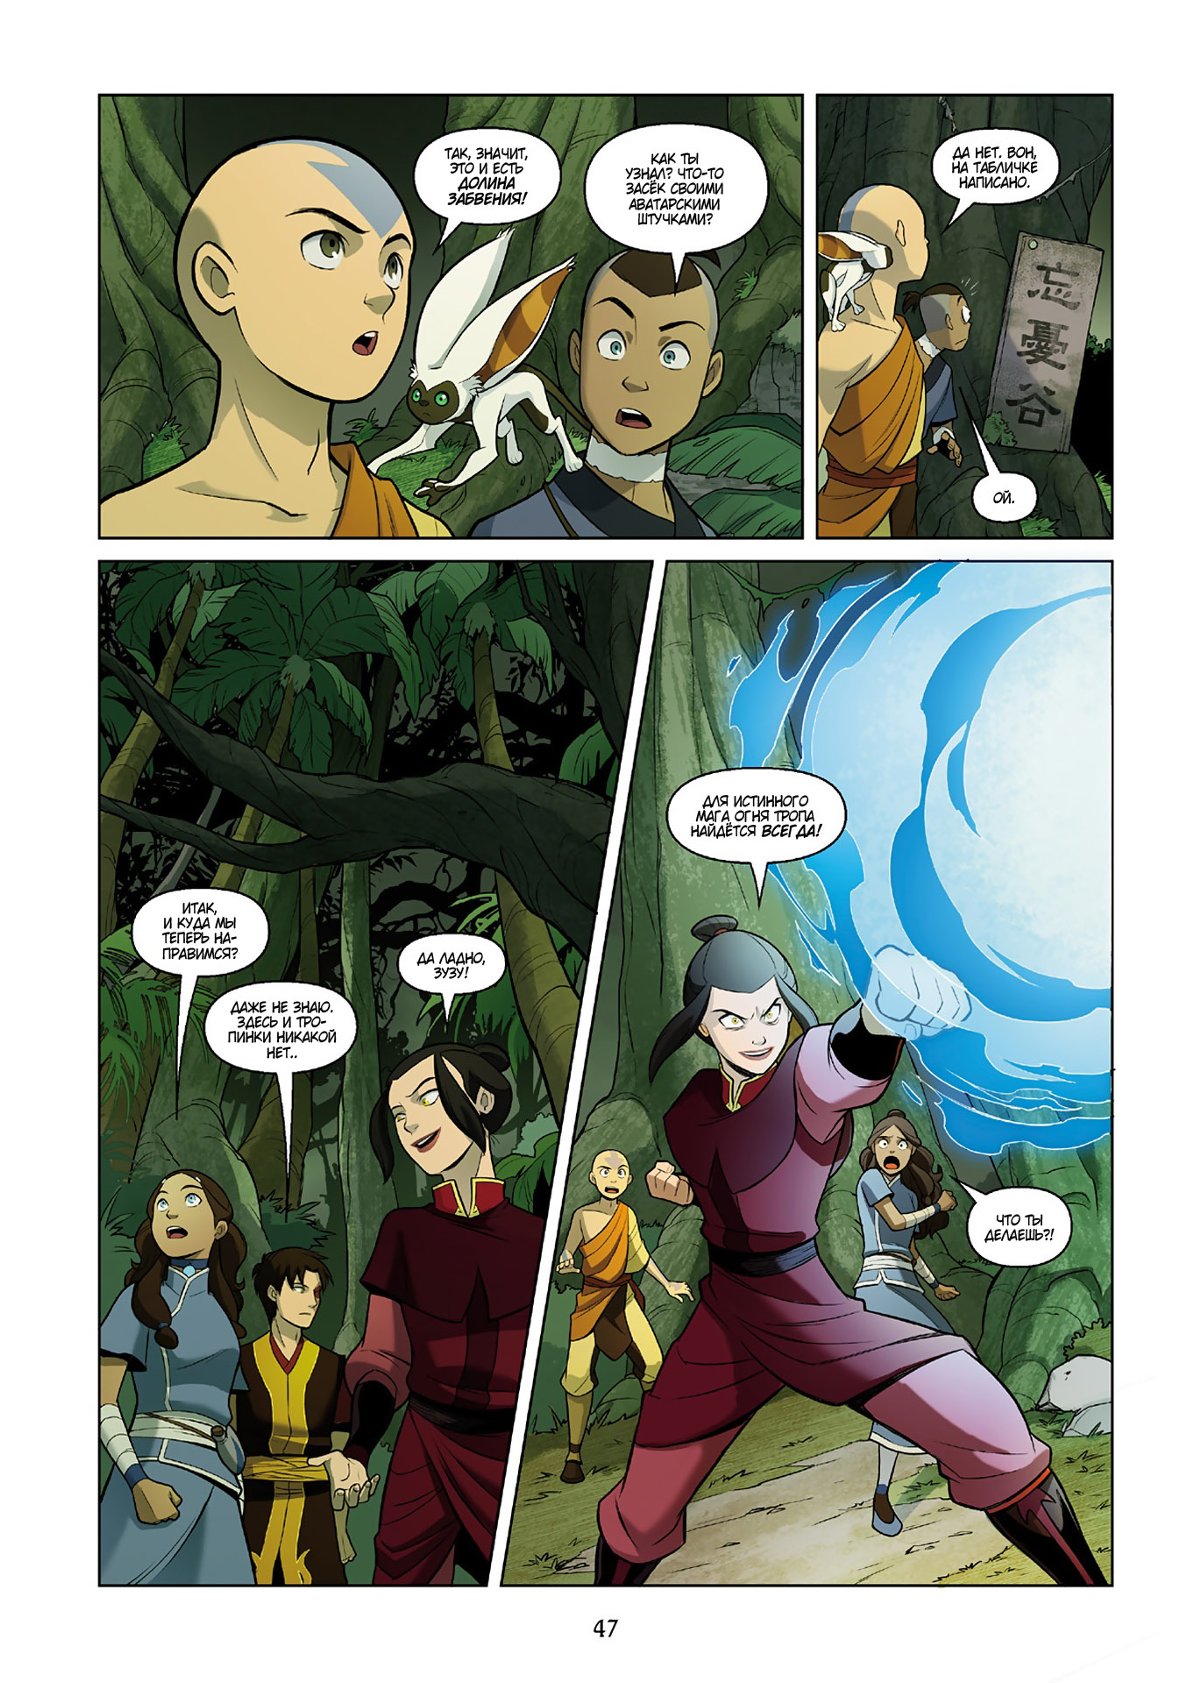 ТАК, ЗНАЧИТ,
ЭТО И ЕСТЬ
ДОЛИНА
ЗАБВЕНИЯ!
КАК ТЫ
УЗНАЛ? ЧТО-ТО
ЗАСЁК СВОИМИ
АВАТАРСКИМИ
ШТУЧКАМИ?
ДА НЕТ. ВОН,
НА ТАБЛИЧКЕ
НАПИСАНО.
忘
憂
谷
ОЙ.
ИТАК,
И КУДА МЫ
ТЕПЕРЬ НА-
ПРАВИМСЯ?
ДАЖЕ НЕ ЗНАЮ.
ЗДЕСЬ И ТРО-
ПИНКИ НИКАКОЙ
НЕТ..
ДА ЛАДНО,
ЗУЗУ!
ДЛЯ ИСТИННОГО
МАГА ОГНЯ ТРОПА
НАЙДЁТСЯ ВСЕГДА!
ЧТО ТЫ
ДЕЛАЕШЬ?!
47